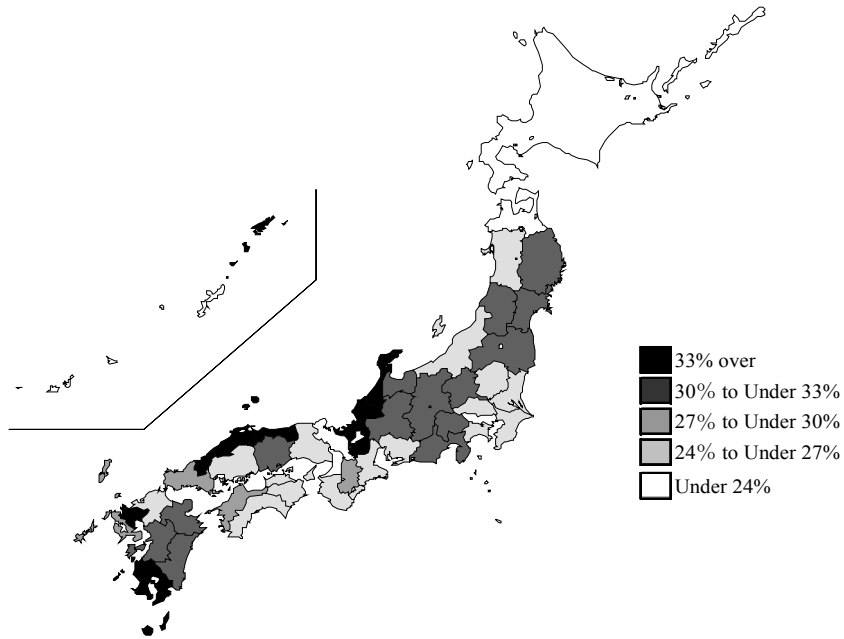 33% over
30% to Under 33%
27% to Under 30%
24% to Under 27%
Under 24%